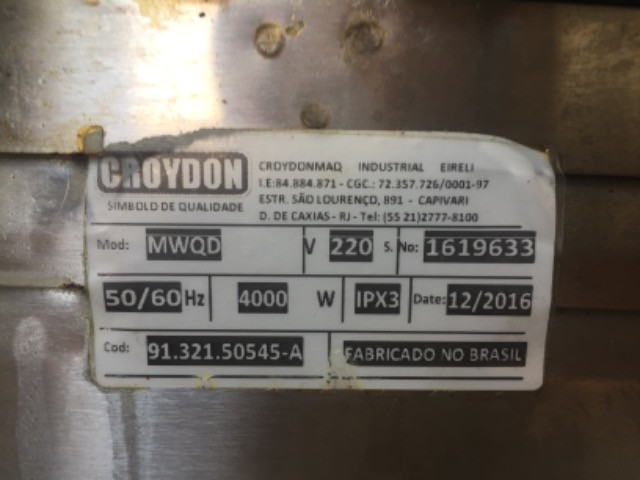 CROYDON
SIMBOLO DE QUALIDADE
CROYDONMAQ INDUSTRIAL EIRELI
I.E:84.884.871 - CGC.: 72.357.726/0001-97
ESTR. SÃO LOURENÇO, 891 - CAPIVARI
D. DE CAXIAS - RJ - Tel: (55 21)2777-8100
Mod: MWQD V 220 S. No: 1619633
50/60 Hz 4000 W IPX3 Date: 12/2016
Cod: 91.321.50545-A FABRICADO NO BRASIL